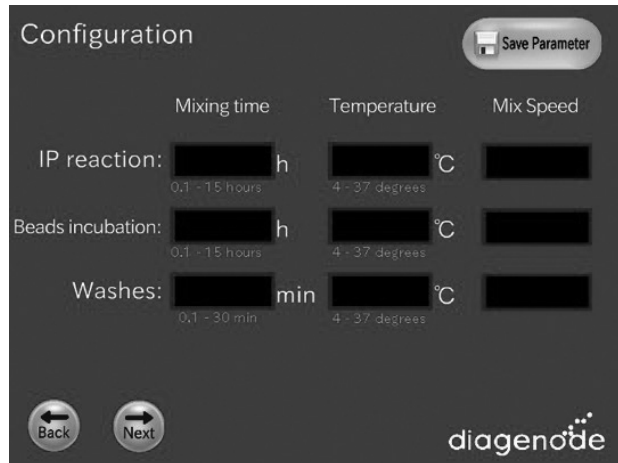 Configuration
Save Parameter
Mixing time Temperature Mix Speed
IP reaction: h °C
0.1 - 15 hours 4 - 37 degrees
Beads incubation: h °C
0.1 - 15 hours 4 - 37 degrees
Washes: min °C
0.1 - 30 min 4 - 37 degrees
Back Next
diagenode